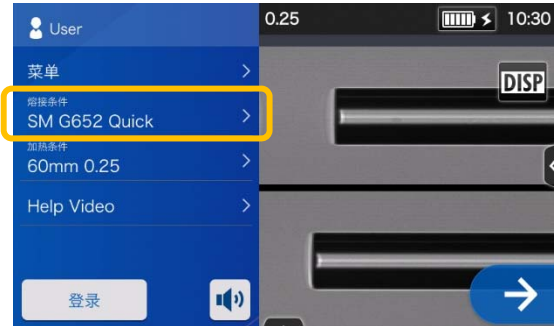 User
0.25
10:30
菜单
DISP
熔接条件
SM G652 Quick
加热条件
60mm 0.25
Help Video
登录